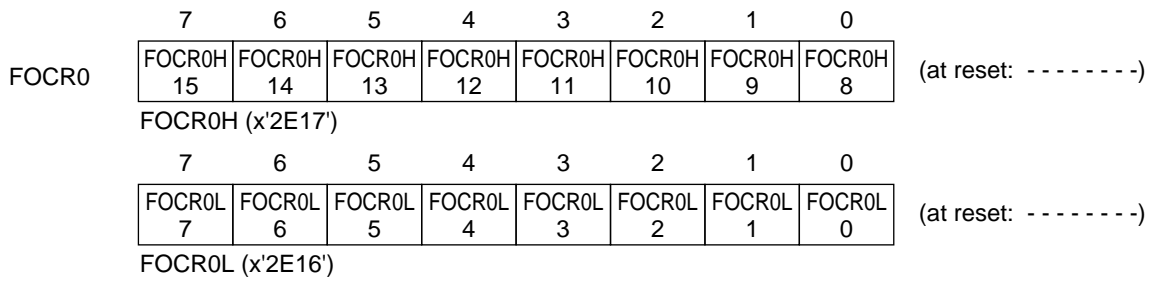 7 6 5 4 3 2 1 0
FOCR0 FOCR0H FOCR0H FOCR0H FOCR0H FOCR0H FOCR0H FOCR0H FOCR0H (at reset: - - - - - - - -)
15 14 13 12 11 10 9 8
FOCR0H (x'2E17')
7 6 5 4 3 2 1 0
FOCR0L FOCR0L FOCR0L FOCR0L FOCR0L FOCR0L FOCR0L FOCR0L (at reset: - - - - - - - -)
7 6 5 4 3 2 1 0
FOCR0L (x'2E16')